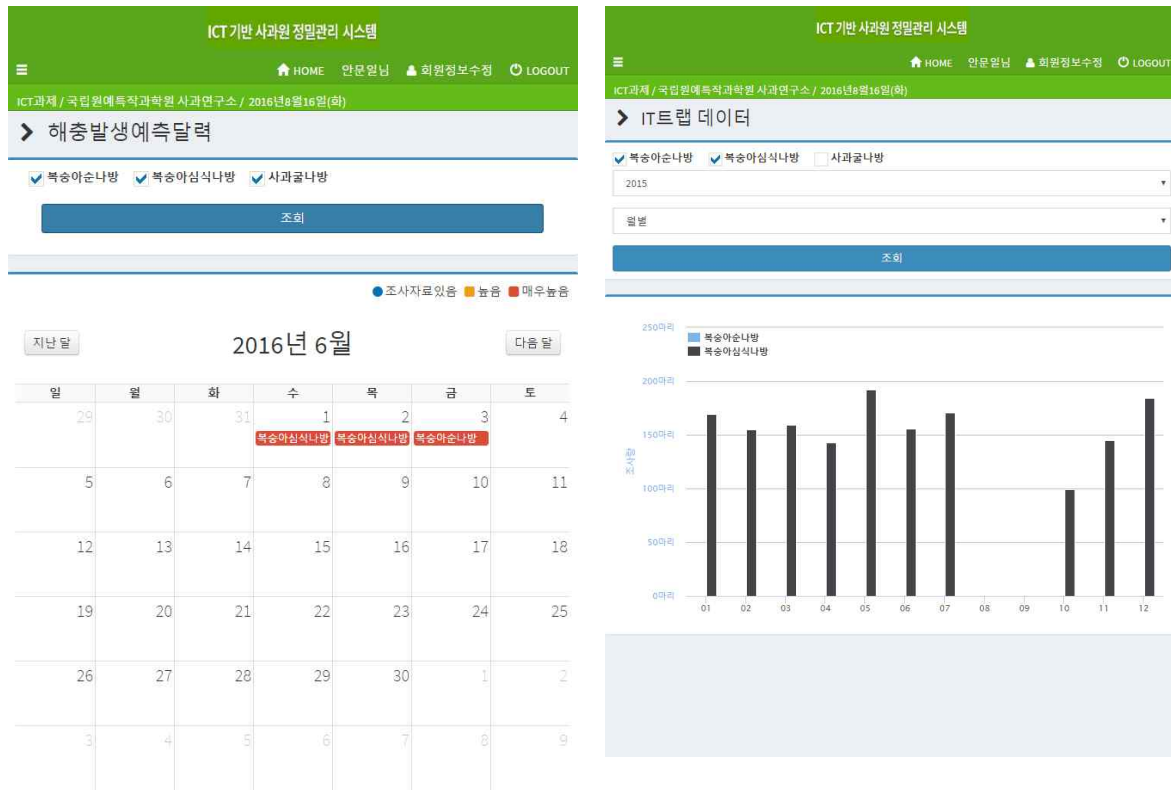 ICT 기반 사과원 정밀관리 시스템
HOME 안문일님 회원정보수정 LOGOUT
ICT과제 / 국립원예특작과학원 사과연구소 / 2016년8월16일(화)
해충발생예측달력
복숭아순나방 복숭아심식나방 사과굴나방
조회
조사자료있음 높음 매우높음
지난 달 2016년 6월 다음 달
일 월 화 수 목 금 토
29 30 31 1 2 3 4
복숭아심식나방 복숭아심식나방 복숭아순나방
5 6 7 8 9 10 11
12 13 14 15 16 17 18
19 20 21 22 23 24 25
26 27 28 29 30 1 2
3 4 5 6 7 8 9
ICT 기반 사과원 정밀관리 시스템
HOME 안문일님 회원정보수정 LOGOUT
ICT과제 / 국립원예특작과학원 사과연구소 / 2016년8월16일(화)
IT트랩 데이터
복숭아순나방 복숭아심식나방 사과굴나방
2015
월별
조회
복숭아순나방
복숭아심식나방
250마리
200마리
150마리
100마리
50마리
0마리
조사량
01 02 03 04 05 06 07 08 09 10 11 12